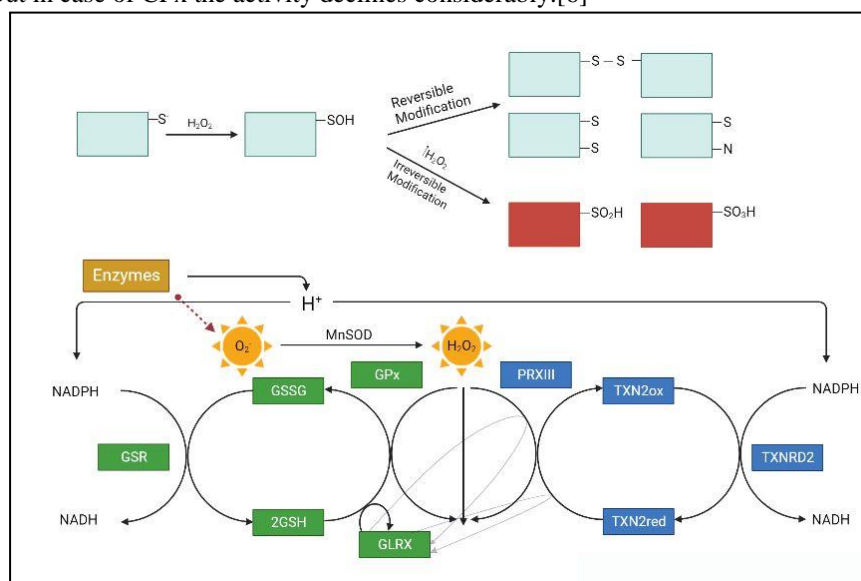 but in case of GPx the activity declines considerably.[6]
S S
Reversible
Modification
S⁻ H₂O₂ SOH
S S
S N
↑H₂O₂
Irreversible
Modification
SO₂H SO₃H
Enzymes
H⁺
O₂⁻ MnSOD H₂O₂
GPx PRXIII
NADPH GSSG TXN2ox NADPH
GSR TXNRD2
NADH 2GSH TXN2red NADH
GLRX